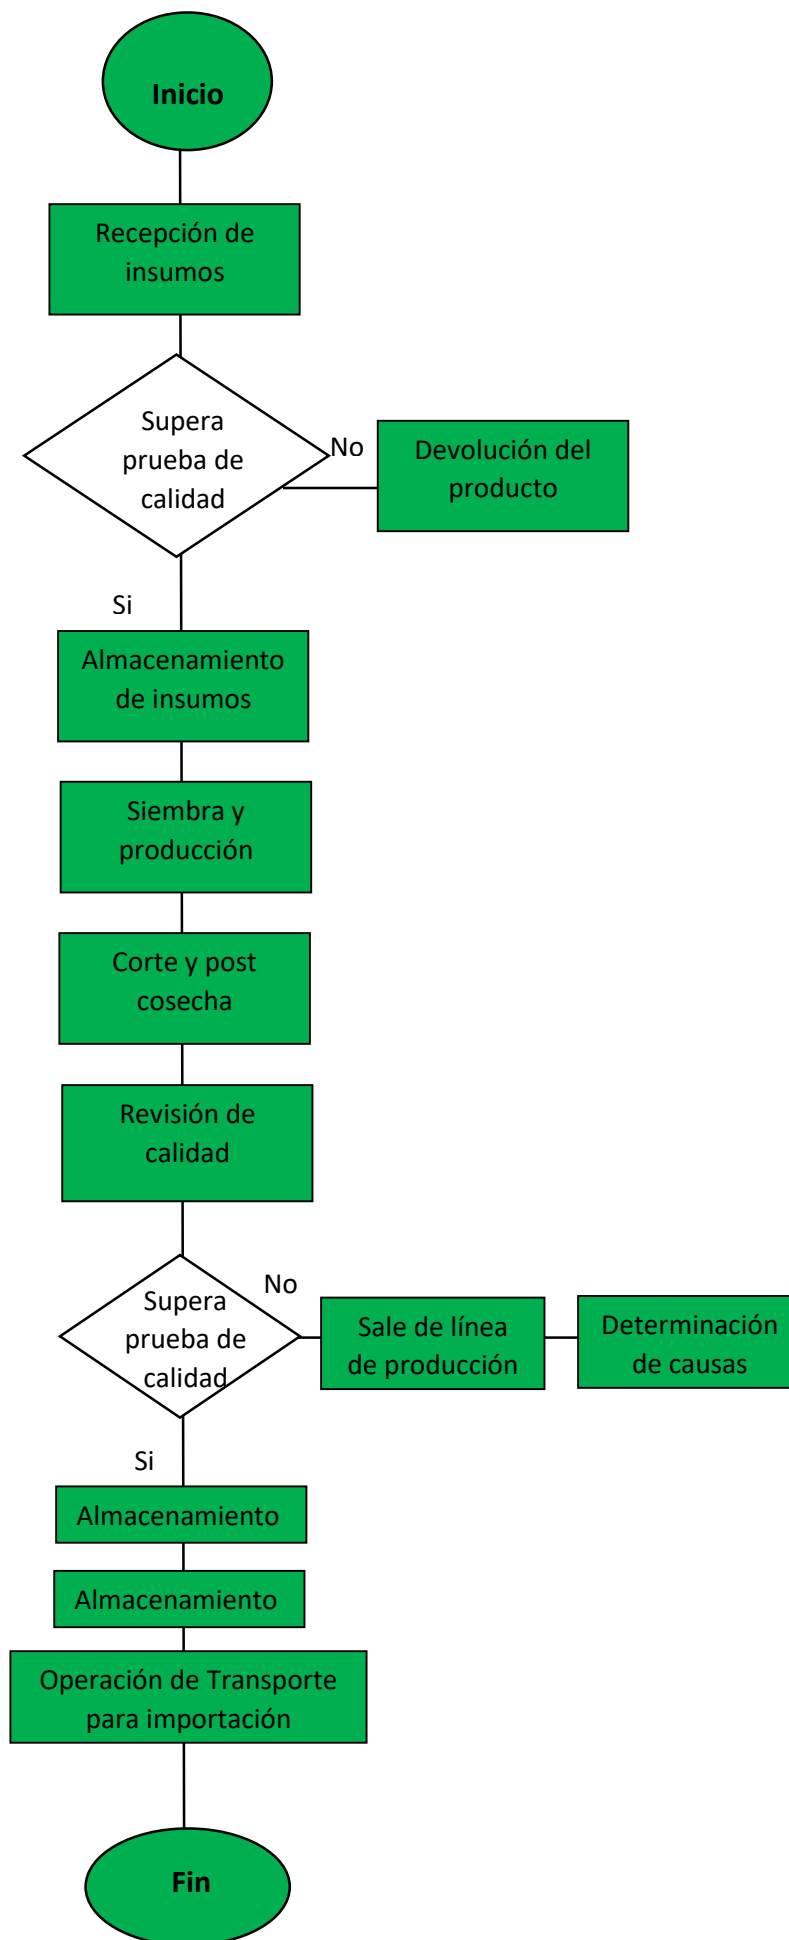 Inicio
Recepción de
insumos
Supera
prueba de
calidad
No
Devolución del
producto
Si
Almacenamiento
de insumos
Siembra y
producción
Corte y post
cosecha
Revisión de
calidad
Supera
prueba de
calidad
No
Sale de línea
de producción
Determinación
de causas
Si
Almacenamiento
Almacenamiento
Operación de Transporte
para importación
Fin